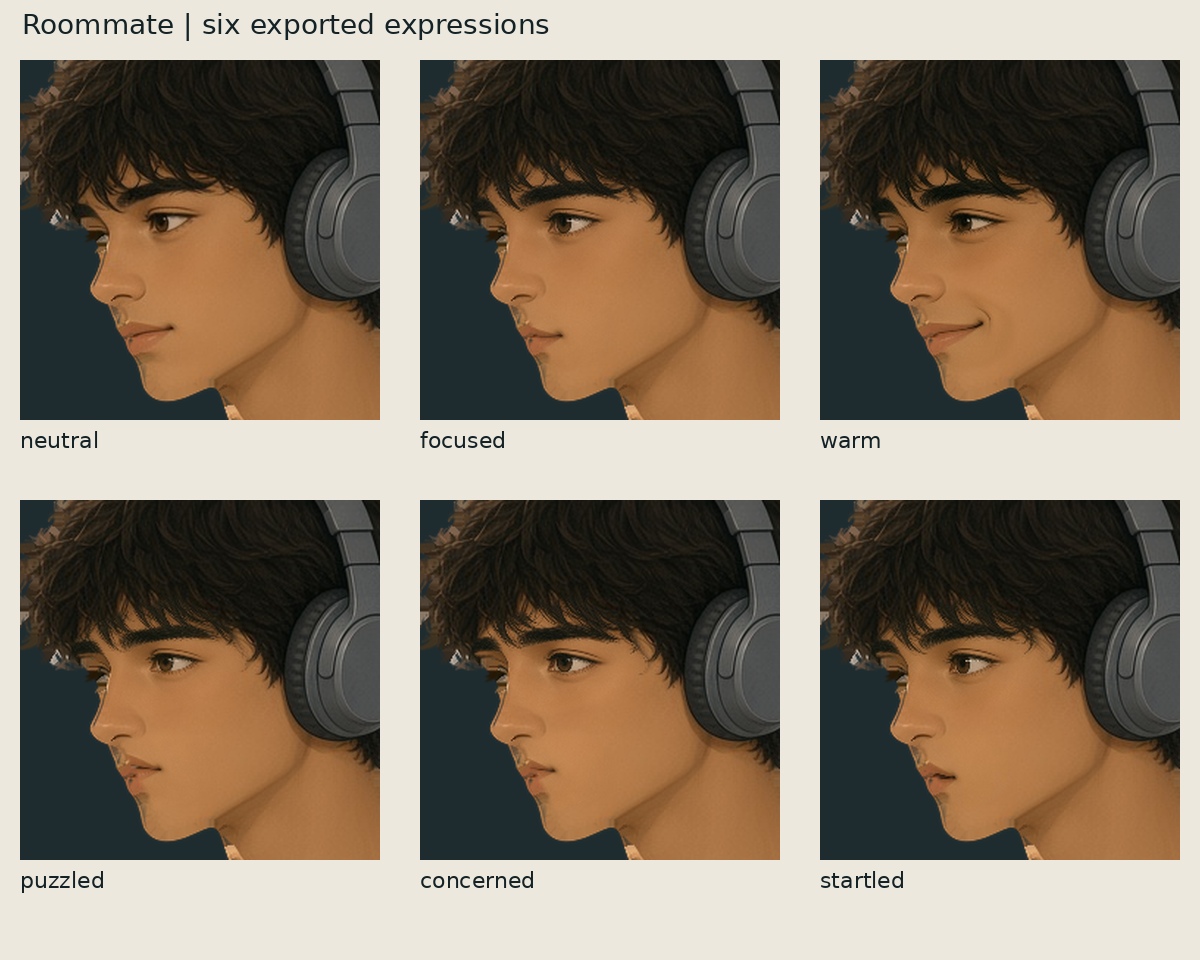 Roommate | six exported expressions
neutral
focused
warm
puzzled
concerned
startled